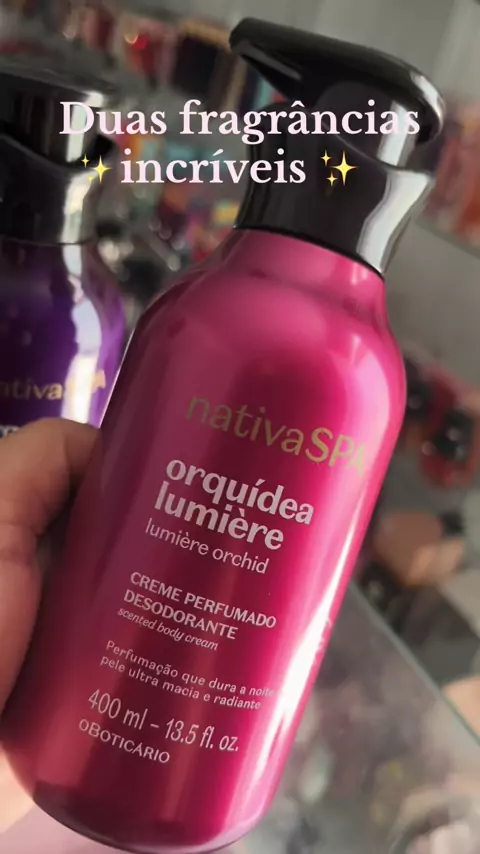 Duas fragrâncias
✨incríveis ✨
nativaSPA
orquídea
lumière
lumière orchid
CREME PERFUMADO
DESODORANTE
scented body cream
Perfumação que dura a noite
pele ultra macia e radiante
400 ml – 13.5 fl. oz.
OBOTICÁRIO
ativaSPA